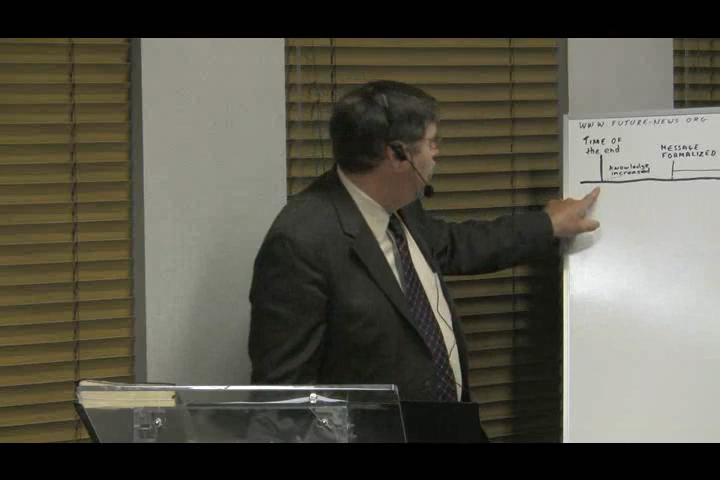 WWW.FUTURE-NEWS.ORG
TIME OF
the end
MESSAGE
FORMALIZED
Knowledge
increased